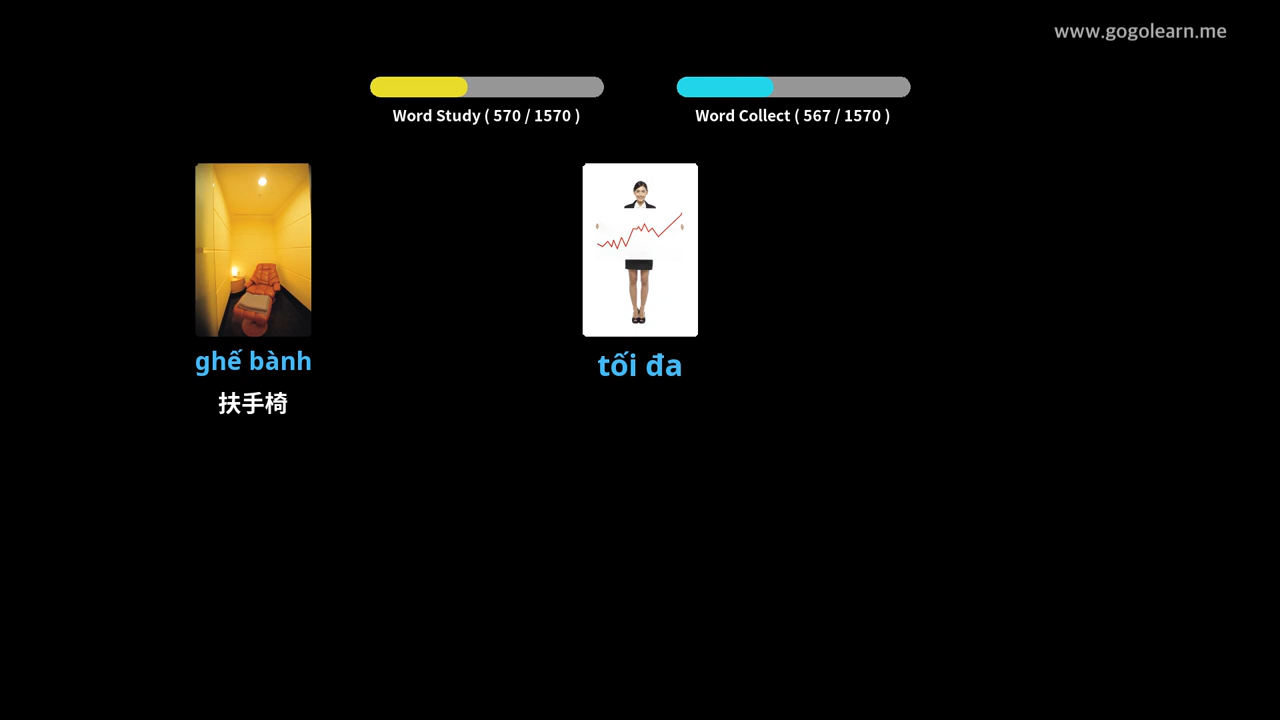 www.gogolearn.me
Word Study ( 570 / 1570 )
Word Collect ( 567 / 1570 )
ghế bành
扶手椅
tối đa